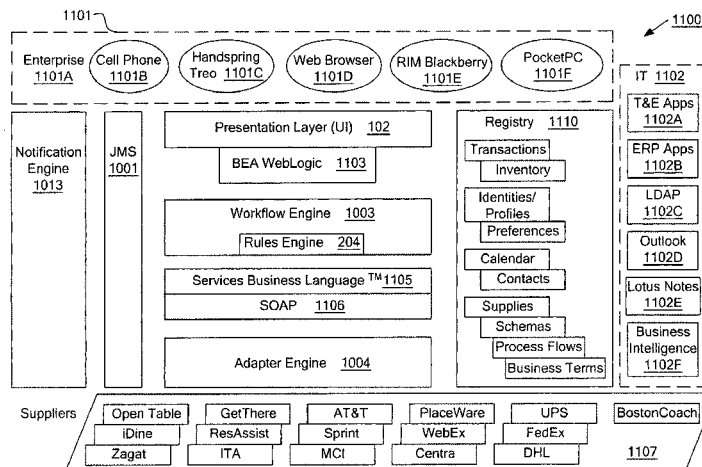 1101
1100
Enterprise
1101A
Cell Phone
1101B
Handspring
Treo 1101C
Web Browser
1101D
RIM Blackberry
1101E
PocketPC
1101F
IT 1102
T&E Apps
1102A
ERP Apps
1102B
LDAP
1102C
Outlook
1102D
Lotus Notes
1102E
Business
Intelligence
1102F
Notification
Engine
1013
JMS
1001
Presentation Layer (UI) 102
BEA WebLogic 1103
Workflow Engine 1003
Rules Engine 204
Services Business Language ™1105
SOAP 1106
Adapter Engine 1004
Registry 1110
Transactions
Inventory
Identities/
Profiles
Preferences
Calendar
Contacts
Supplies
Schemas
Process Flows
Business Terms
Suppliers
Open Table
iDine
Zagat
GetThere
ResAssist
ITA
AT&T
Sprint
MCI
PlaceWare
WebEx
Centra
UPS
FedEx
DHL
BostonCoach
1107